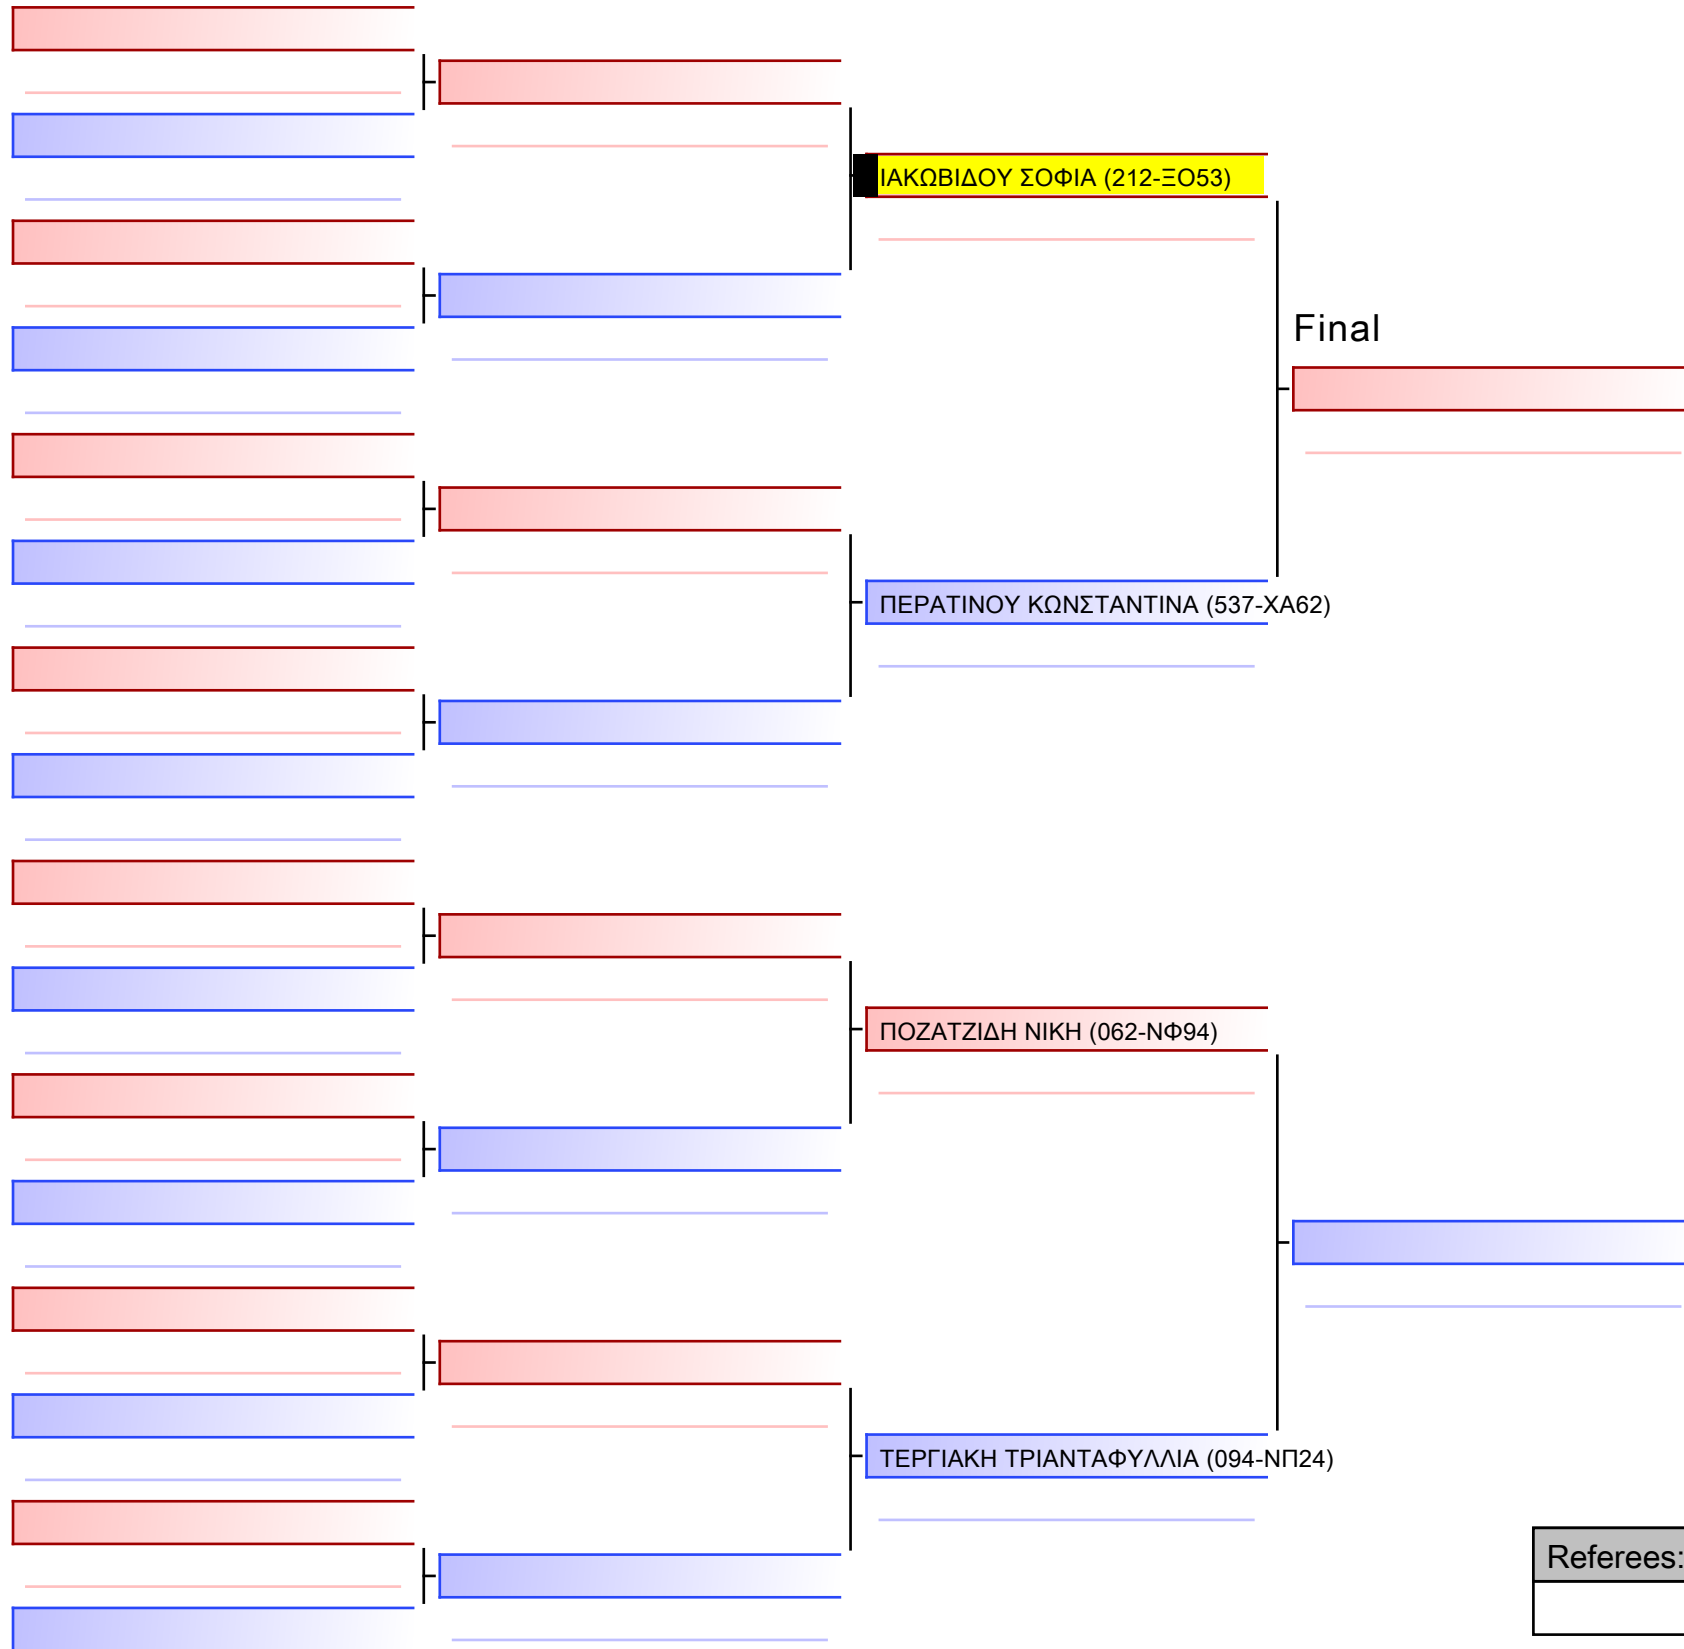 ΙΑΚΩΒΙΔΟΥ ΣΟΦΙΑ (212-ΞΟ53)
Final
ΠΕΡΑΤΙΝΟΥ ΚΩΝΣΤΑΝΤΙΝΑ (537-ΧΑ62)
ΠΟΖΑΤΖΙΔΗ ΝΙΚΗ (062-ΝΦ94)
ΤΕΡΓΙΑΚΗ ΤΡΙΑΝΤΑΦΥΛΛΙΑ (094-ΝΠ24)
Referees: